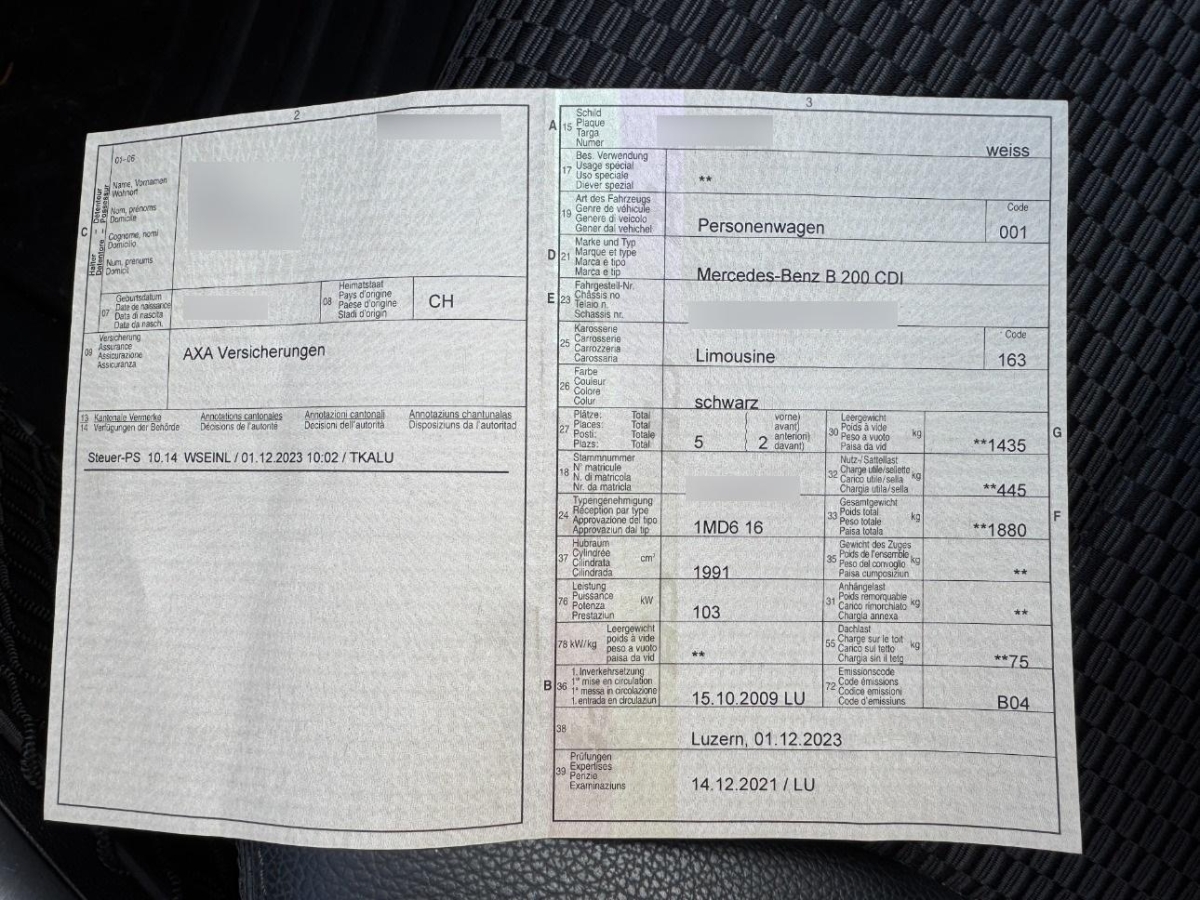 2
01-06
Name, Vornamen
Wohnort
Nom, prénoms
Domicile
Cognome, nomi
Domicilio
Num, prenums
Domicil
C
Halter - Détenteur
Detentore - Possessur
07
Geburtsdatum
Date de naissance
Data di nascita
Data da nasch.
08
Heimatstaat
Pays d'origine
Paese d'origine
Stadi d'origin
CH
09
Versicherung
Assurance
Assicurazione
Assicuranza
AXA Versicherungen
13 Kantonale Vermerke Annotations cantonales Annotazioni cantonali Annotaziuns chantunalas
14 Verfügungen der Behörde Décisions de l'autorité Decisioni dell'autorità Disposiziuns da l'autoritad
Steuer-PS 10.14 WSEINL / 01.12.2023 10:02 / TKALU
3
A
15
Schild
Plaque
Targa
Numer
weiss
17
Bes. Verwendung
Usage spécial
Uso speciale
Diever spezial
**
19
Art des Fahrzeugs
Genre de véhicule
Genere di veicolo
Gener dal vehichel
Personenwagen
Code
001
D
21
Marke und Typ
Marque et type
Marca e tipo
Marca e tip
Mercedes-Benz B 200 CDI
E
23
Fahrgestell-Nr.
Châssis no
Telaio n.
Schassis nr.
25
Karosserie
Carrosserie
Carrozzeria
Carossaria
Limousine
Code
163
26
Farbe
Couleur
Colore
Colur
schwarz
27
Plätze: Total
Places: Total
Posti: Totale
Plazs: Total
5
vorne)
avant)
anteriori)
davant)
( 2
30
Leergewicht
Poids à vide
Peso a vuoto
Paisa da vid
kg
**1435
G
18
Stammnummer
N° matricule
N. di matricola
Nr. da matricla
32
Nutz-/Sattellast
Charge utile/sellette
Carico utile/sella
Chargia utila/sella
kg
**445
24
Typengenehmigung
Réception par type
Approvazione del tipo
Approvaziun dal tip
1MD6 16
33
Gesamtgewicht
Poids total
Peso totale
Paisa totala
kg
**1880
F
37
Hubraum
Cylindrée
Cilindrata
Cilindrada
cm³
1991
35
Gewicht des Zuges
Poids de l'ensemble
Peso del convoglio
Paisa cumposiziun
kg
**
76
Leistung
Puissance
Potenza
Prestaziun
kW
103
31
Anhängelast
Poids remorquable
Carico rimorchiato
Chargia annexa
kg
**
78 kW/kg
Leergewicht
poids à vide
peso a vuoto
paisa da vid
**
55
Dachlast
Charge sur le toit
Carico sul tetto
Chargia sin il tetg
kg
**75
B
36
1. Inverkehrsetzung
1re mise en circulation
1a messa in circolazione
1. entrada en circulaziun
15.10.2009 LU
72
Emissionscode
Code émissions
Codice emissioni
Code d'emissiuns
B04
38
Luzern, 01.12.2023
39
Prüfungen
Expertises
Perizie
Examinaziuns
14.12.2021 / LU